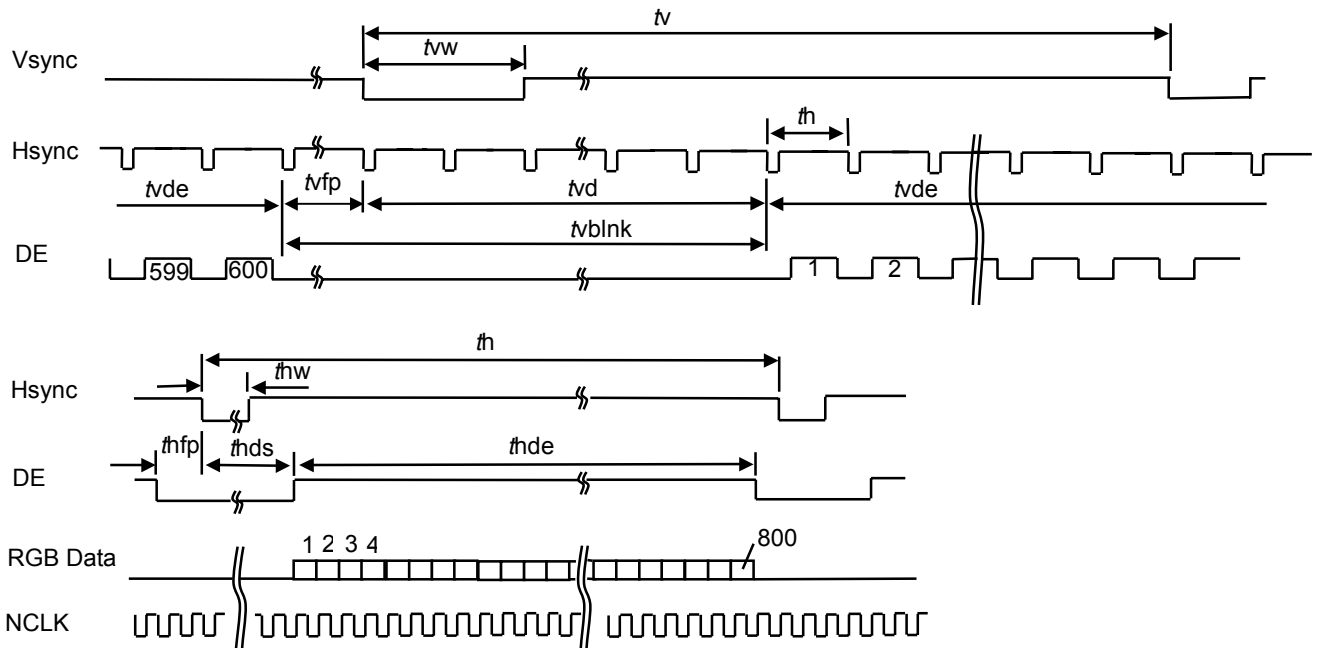 tv
tvw
Vsync
th
Hsync
tvde
tvfp
tvd
tvde
tvblnk
DE
599
600
1
2
th
thw
Hsync
thfp
thds
thde
DE
1 2 3 4
800
RGB Data
NCLK